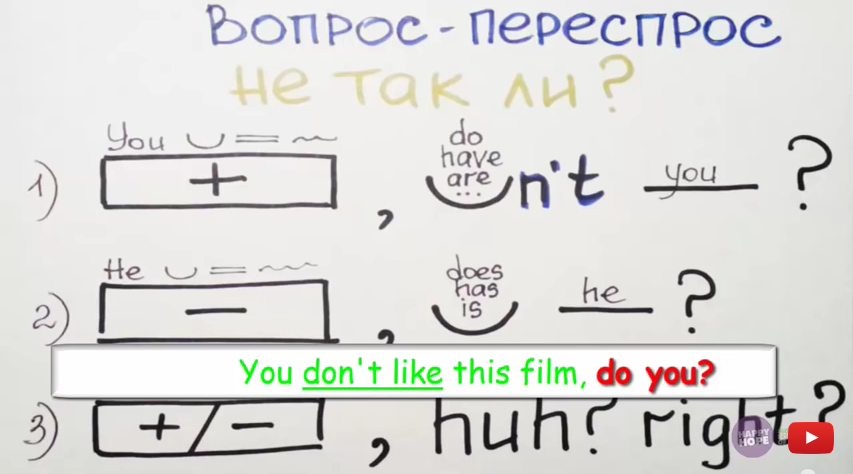 ВОПРОС - ПЕРЕСПРОС
НЕ ТАК ЛИ?
You
do
have
are
...
1) + , n't you ?
He
does
has
is
2) — , he ?
You don't like this film, do you?
3) + / - , huh? right?
HAPPY
HOPE